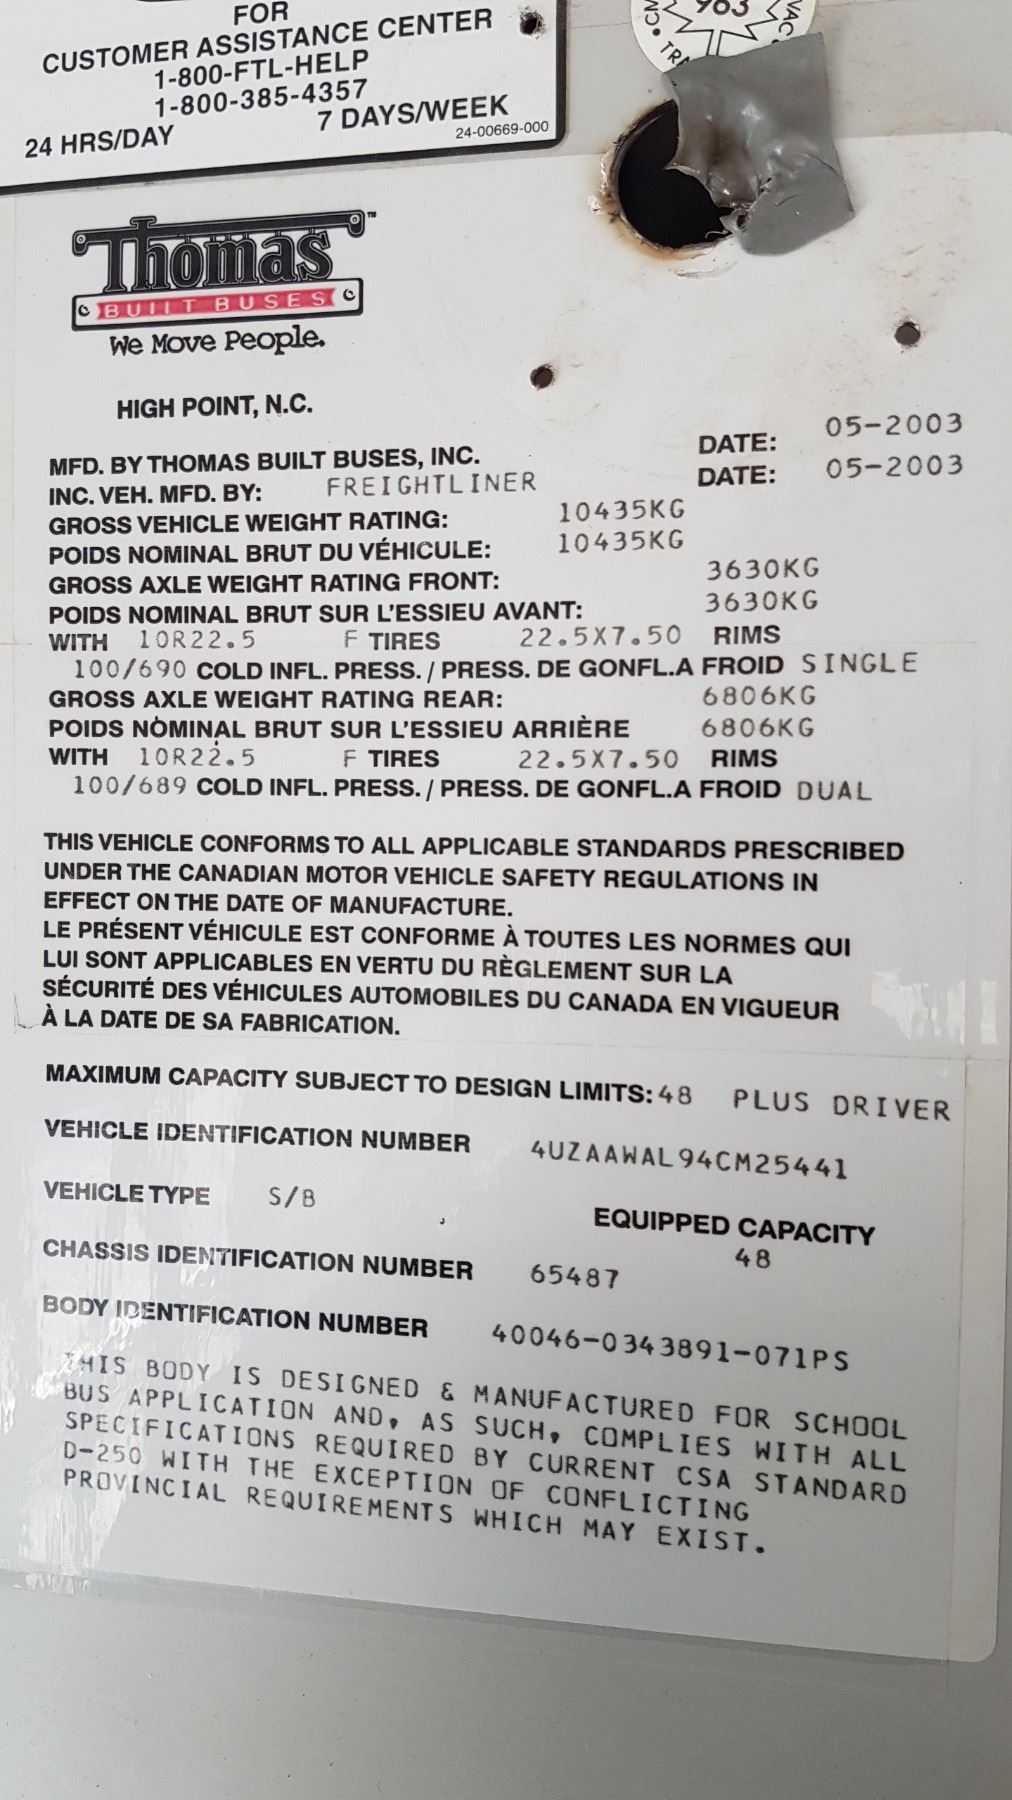 FOR
CUSTOMER ASSISTANCE CENTER
1-800-FTL-HELP
1-800-385-4357
24 HRS/DAY 7 DAYS/WEEK
24-00669-000
963
VAC
Thomas™
BUILT BUSES
We Move People.
HIGH POINT, N.C.
MFD. BY THOMAS BUILT BUSES, INC. DATE: 05-2003
INC. VEH. MFD. BY: FREIGHTLINER DATE: 05-2003
GROSS VEHICLE WEIGHT RATING: 10435KG
POIDS NOMINAL BRUT DU VÉHICULE: 10435KG
GROSS AXLE WEIGHT RATING FRONT: 3630KG
POIDS NOMINAL BRUT SUR L'ESSIEU AVANT: 3630KG
WITH 10R22.5 F TIRES 22.5X7.50 RIMS
100/690 COLD INFL. PRESS. / PRESS. DE GONFL.A FROID SINGLE
GROSS AXLE WEIGHT RATING REAR: 6806KG
POIDS NOMINAL BRUT SUR L'ESSIEU ARRIÈRE 6806KG
WITH 10R22.5 F TIRES 22.5X7.50 RIMS
100/689 COLD INFL. PRESS. / PRESS. DE GONFL.A FROID DUAL
THIS VEHICLE CONFORMS TO ALL APPLICABLE STANDARDS PRESCRIBED
UNDER THE CANADIAN MOTOR VEHICLE SAFETY REGULATIONS IN
EFFECT ON THE DATE OF MANUFACTURE.
LE PRÉSENT VÉHICULE EST CONFORME À TOUTES LES NORMES QUI
LUI SONT APPLICABLES EN VERTU DU RÈGLEMENT SUR LA
SÉCURITÉ DES VÉHICULES AUTOMOBILES DU CANADA EN VIGUEUR
À LA DATE DE SA FABRICATION.
MAXIMUM CAPACITY SUBJECT TO DESIGN LIMITS: 48 PLUS DRIVER
VEHICLE IDENTIFICATION NUMBER 4UZAAWAL94CM25441
VEHICLE TYPE S/B
EQUIPPED CAPACITY
48
CHASSIS IDENTIFICATION NUMBER 65487
BODY IDENTIFICATION NUMBER 40046-0343891-071PS
THIS BODY IS DESIGNED & MANUFACTURED FOR SCHOOL
BUS APPLICATION AND, AS SUCH, COMPLIES WITH ALL
SPECIFICATIONS REQUIRED BY CURRENT CSA STANDARD
D-250 WITH THE EXCEPTION OF CONFLICTING
PROVINCIAL REQUIREMENTS WHICH MAY EXIST.